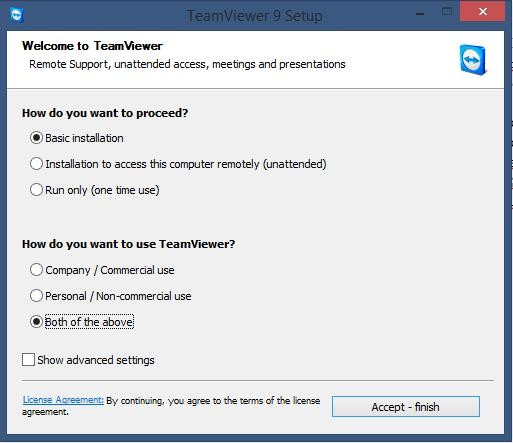 TeamViewer 9 Setup
Welcome to TeamViewer
Remote Support, unattended access, meetings and presentations
How do you want to proceed?
Basic installation
Installation to access this computer remotely (unattended)
Run only (one time use)
How do you want to use TeamViewer?
Company / Commercial use
Personal / Non-commercial use
Both of the above
Show advanced settings
License Agreement: By continuing, you agree to the terms of the license
agreement.
Accept - finish